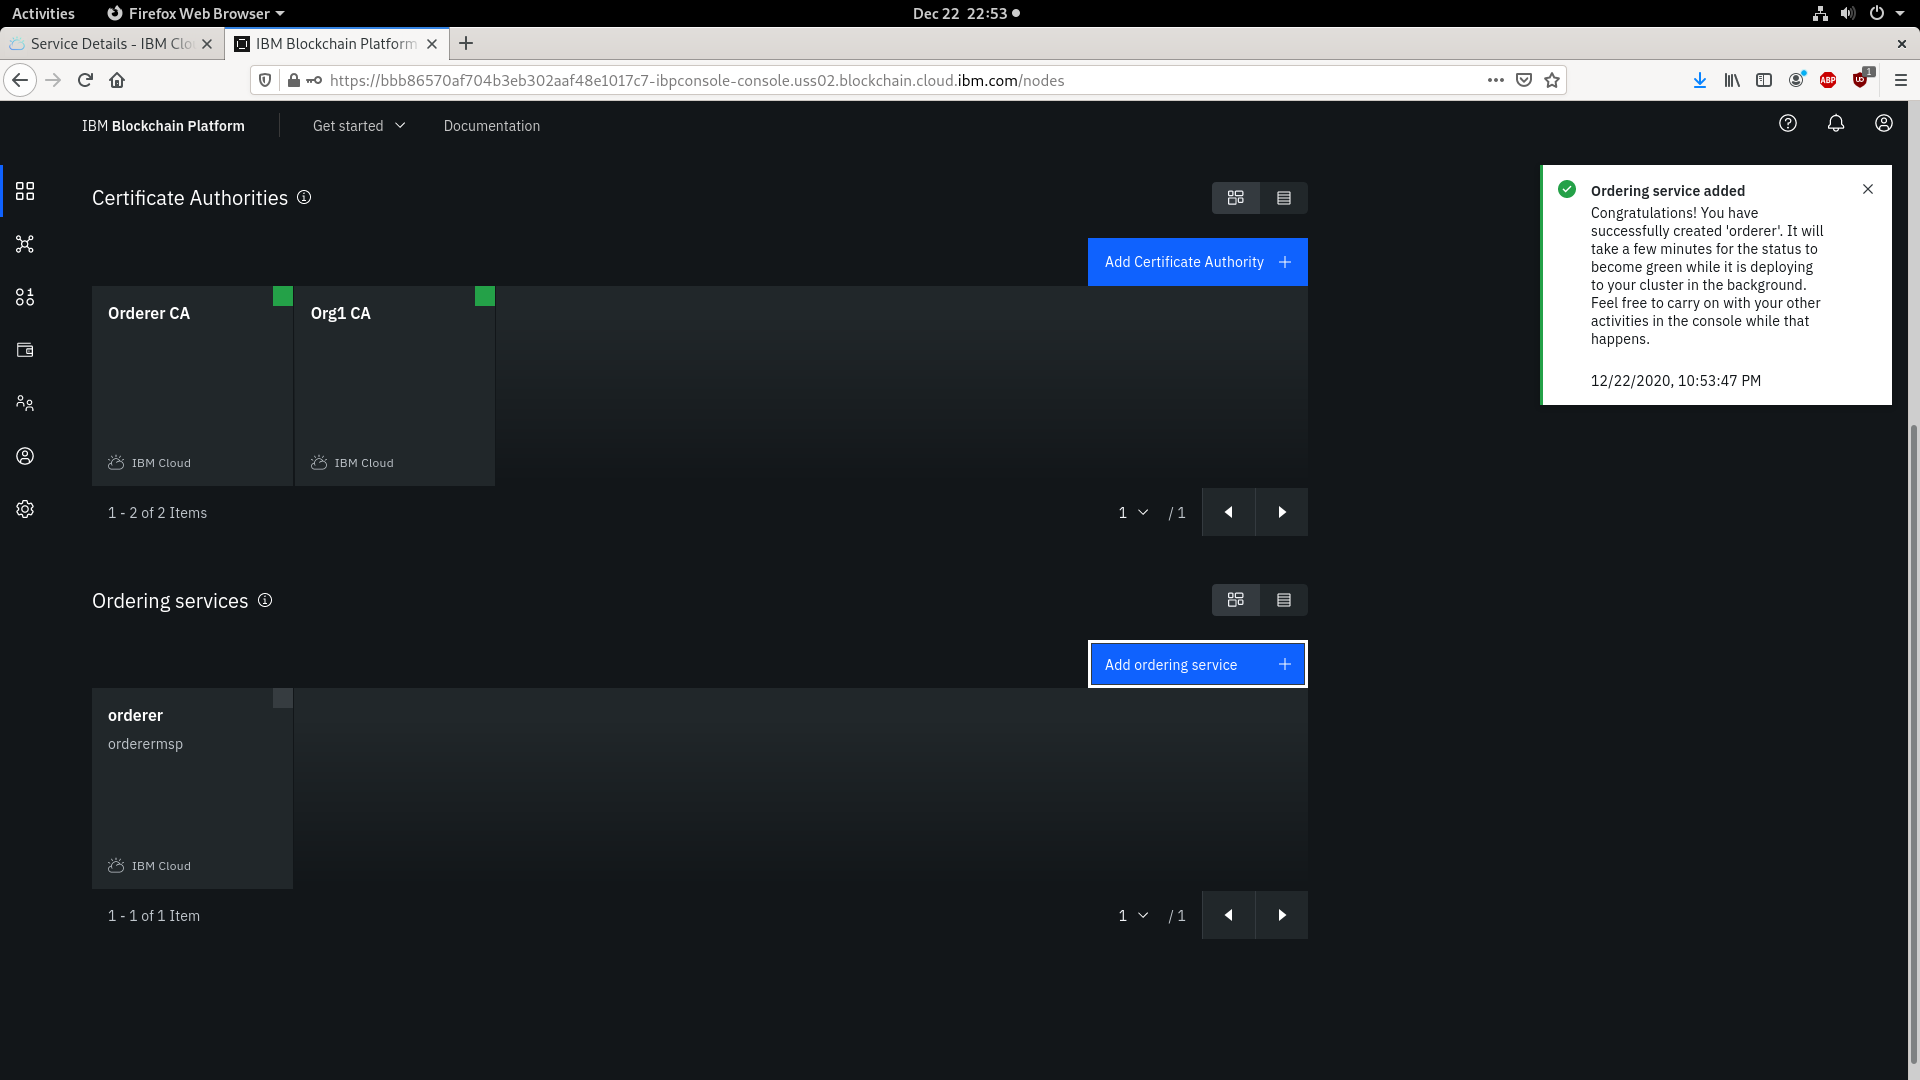 Activities
Firefox Web Browser
Dec 22 22:53
Service Details - IBM Clo
IBM Blockchain Platform
https://bbb86570af704b3eb302aaf48e1017c7-ibpconsole-console.uss02.blockchain.cloud.ibm.com/nodes
ABP
1
IBM Blockchain Platform
Get started
Documentation
Certificate Authorities
Add Certificate Authority
Orderer CA
Org1 CA
IBM Cloud
IBM Cloud
1 - 2 of 2 Items
1
/ 1
Ordering services
Add ordering service
orderer
orderermsp
IBM Cloud
1 - 1 of 1 Item
1
/ 1
Ordering service added
Congratulations! You have
successfully created 'orderer'. It will
take a few minutes for the status to
become green while it is deploying
to your cluster in the background.
Feel free to carry on with your other
activities in the console while that
happens.
12/22/2020, 10:53:47 PM